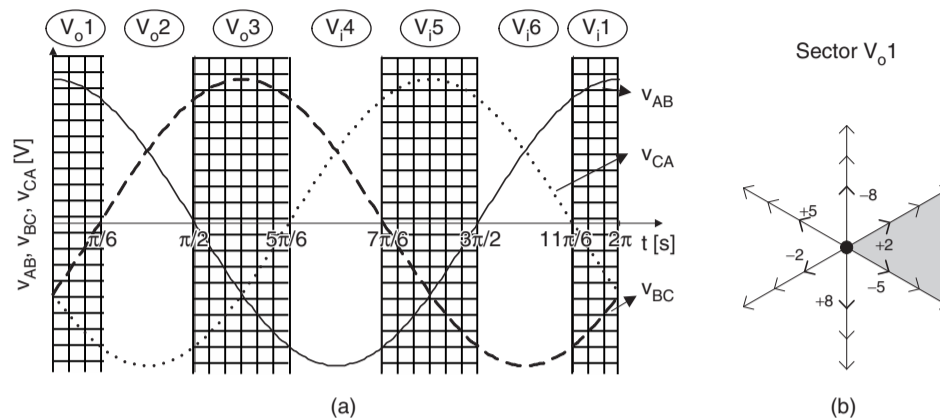 Vo1 Vo2 Vo3 Vi4 Vi5 Vi6 Vi1
vAB, vBC, vCA [V]
vAB
vCA
vBC
π/6 π/2 5π/6 7π/6 3π/2 11π/6 2π t [s]
(a)
Sector Vo1
−8
+5
+2
−2
−5
+8
(b)